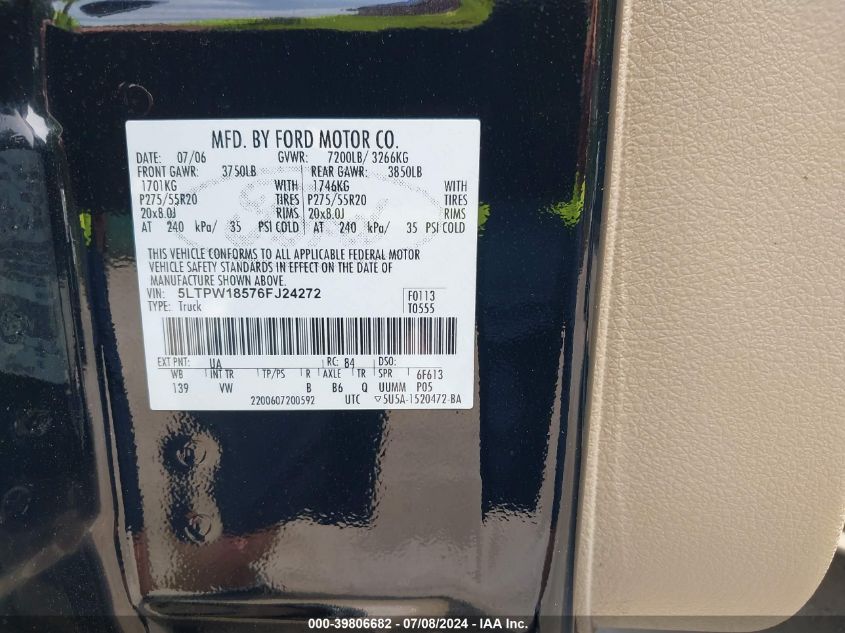 MFD. BY FORD MOTOR CO.
DATE: 07/06 GVWR: 7200LB/ 3266KG
FRONT GAWR: 3750LB REAR GAWR: 3850LB
1701KG WITH 1746KG WITH
P275/55R20 TIRES P275/55R20 TIRES
20x8.0J RIMS 20x8.0J RIMS
AT 240 kPa/ 35 PSI COLD AT 240 kPa/ 35 PSI COLD
Ford
THIS VEHICLE CONFORMS TO ALL APPLICABLE FEDERAL MOTOR
VEHICLE SAFETY STANDARDS IN EFFECT ON THE DATE OF
MANUFACTURE SHOWN ABOVE.
VIN: 5LTPW18576FJ24272 F0113
TYPE: Truck T0555
EXT PNT: UA RC: 84 DSO:
WB INT TR TP/PS R AXLE TR SPR 6F613
139 VW B B6 Q UUMM P05
2200607200592 UTC ▽5U5A-1520472-BA
000-39806682 - 07/08/2024 - IAA Inc.